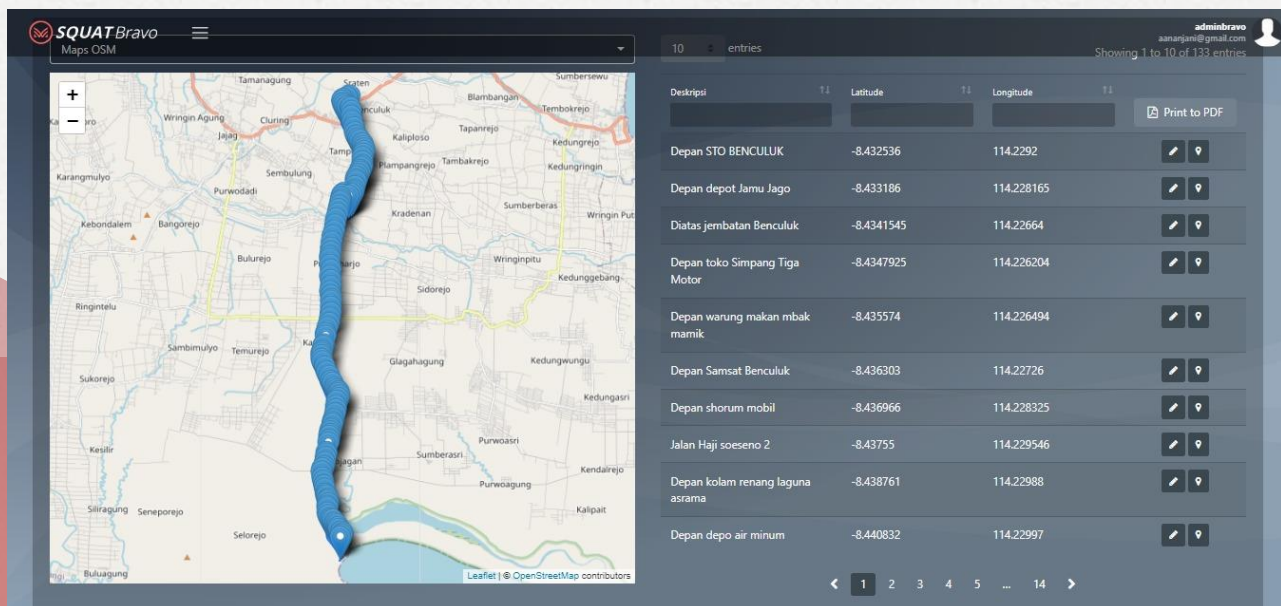 SQUAT Bravo
adminbravo
aananjani@gmail.com
Maps OSM
10 entries
Showing 1 to 10 of 133 entries
+
−
Tamanagung
Sraten
Sumbersewu
Blambangan
Tembokrejo
Wringin Agung
Cluring
Jajag
Kaliploso
Tapanrejo
Kedungrejo
Plampangrejo
Tambakrejo
Kedungringin
Karangmulyo
Sembulung
Purwodadi
Kradenan
Sumberberas
Wringin Put
Kebondalem
Bangorejo
Bulurejo
Wringinpitu
Kedunggebang
Sidorejo
Ringintelu
Sambimulyo
Temurejo
Glagahagung
Kedungwungu
Sukorejo
Kedungasri
Kesilir
Purwoasri
Sumberasri
Kendalrejo
Purwoagung
Siliragung
Seneporejo
Kalipait
Selorejo
Buluagung
Leaflet | © OpenStreetMap contributors
Deskripsi Latitude Longitude
Print to PDF
Depan STO BENCULUK -8.432536 114.2292
Depan depot Jamu Jago -8.433186 114.228165
Diatas jembatan Benculuk -8.4341545 114.22664
Depan toko Simpang Tiga
Motor
-8.4347925 114.226204
Depan warung makan mbak
mamik
-8.435574 114.226494
Depan Samsat Benculuk -8.436303 114.22726
Depan shorum mobil -8.436966 114.228325
Jalan Haji soeseno 2 -8.43755 114.229546
Depan kolam renang laguna
asrama
-8.438761 114.22988
Depan depo air minum -8.440832 114.22997
1 2 3 4 5 ... 14